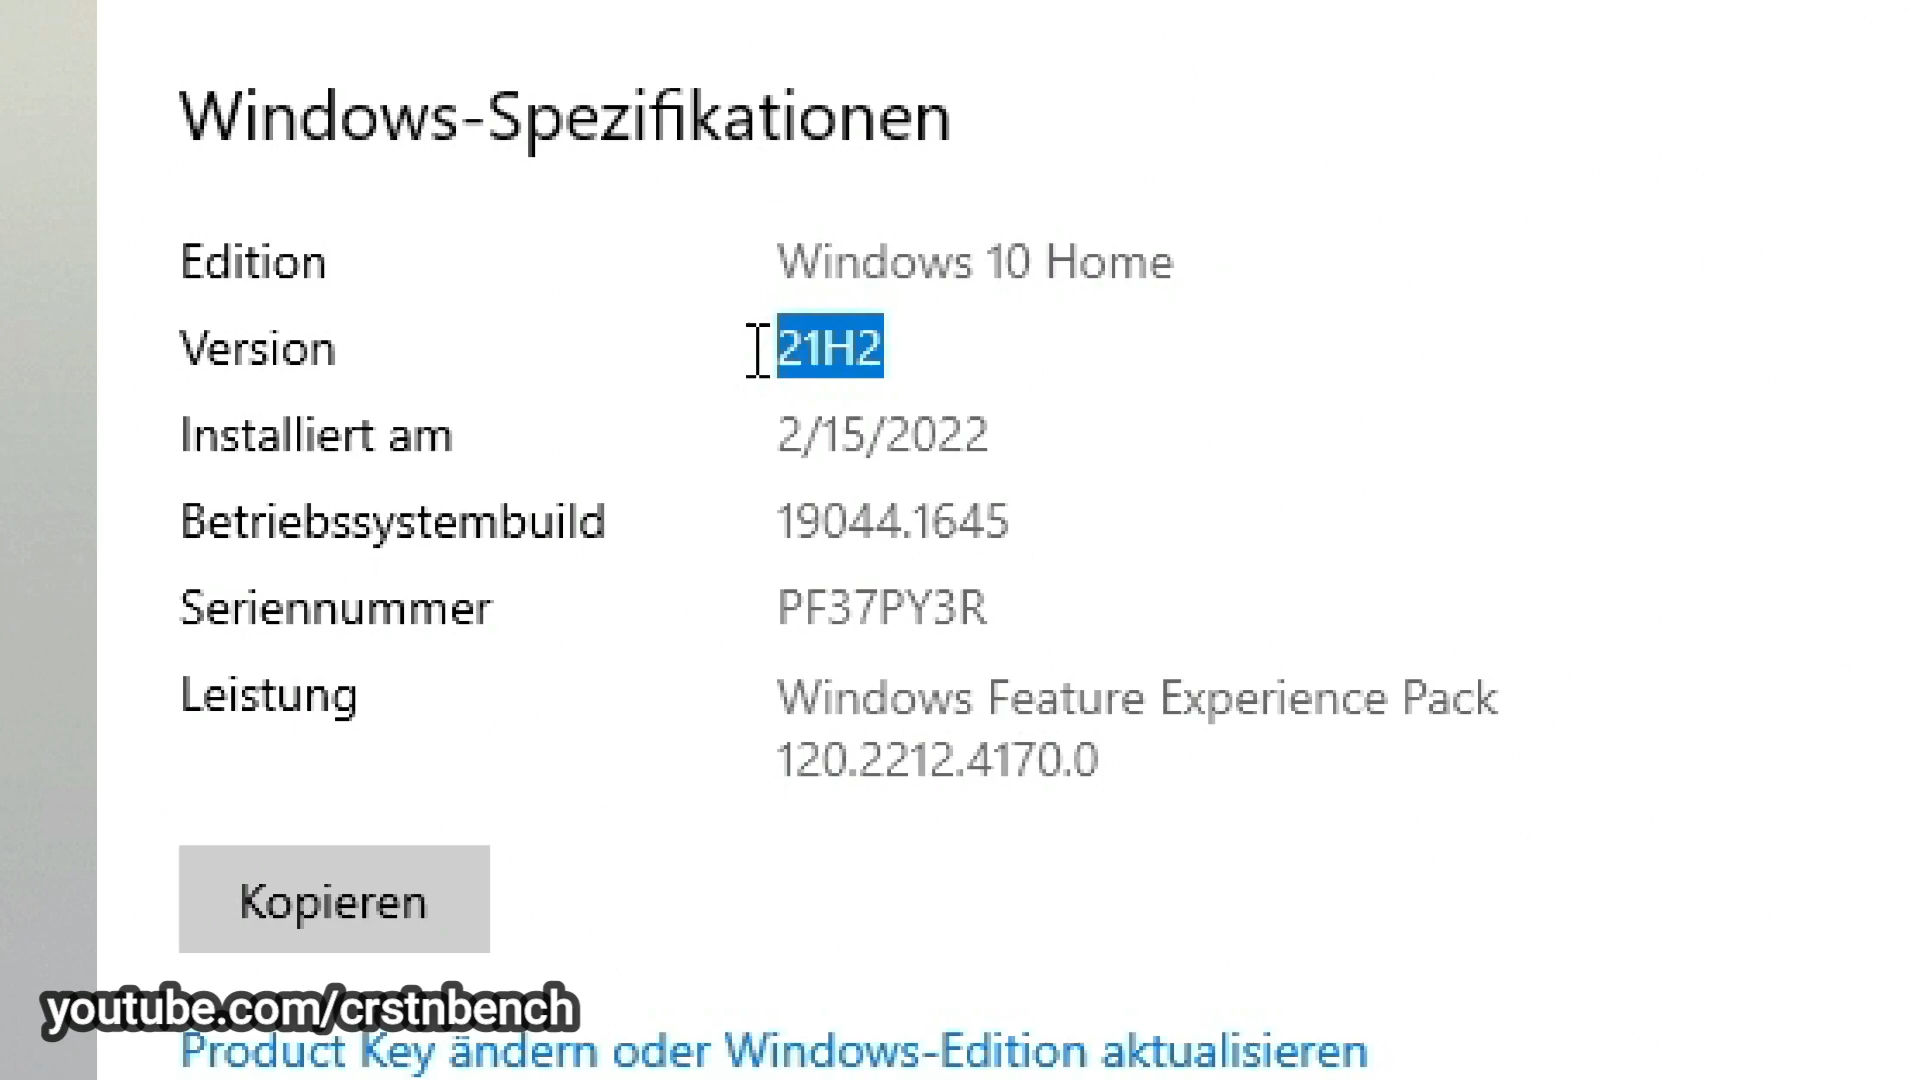 Windows-Spezifikationen
Edition Windows 10 Home
Version 21H2
Installiert am 2/15/2022
Betriebssystembuild 19044.1645
Seriennummer PF37PY3R
Leistung Windows Feature Experience Pack
120.2212.4170.0
Kopieren
youtube.com/crstnbench
Product Key ändern oder Windows-Edition aktualisieren